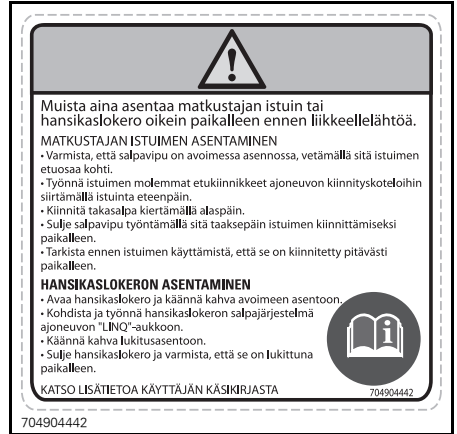 Muista aina asentaa matkustajan istuin tai
hansikaslokero oikein paikalleen ennen liikkeellelähtöä.
MATKUSTAJAN ISTUIMEN ASENTAMINEN
• Varmista, että salpavipu on avoimessa asennossa, vetämällä sitä istuimen
etuosaa kohti.
• Työnnä istuimen molemmat etukiinnikkeet ajoneuvon kiinnityskoteloihin
siirtämällä istuinta eteenpäin.
• Kiinnitä takasalpa kiertämällä alaspäin.
• Sulje salpavipu työntämällä sitä taaksepäin istuimen kiinnittämiseksi
paikalleen.
• Tarkista ennen istuimen käyttämistä, että se on kiinnitetty pitävästi
paikalleen.
HANSIKASLOKERON ASENTAMINEN
• Avaa hansikaslokero ja käännä kahva avoimeen asentoon.
• Kohdista ja työnnä hansikaslokeron salpajärjestelmä
ajoneuvon "LINQ"-aukkoon.
• Käännä kahva lukitusasentoon.
• Sulje hansikaslokero ja varmista, että se on lukittuna
paikalleen.
KATSO LISÄTIETOA KÄYTTÄJÄN KÄSIKIRJASTA
704904442
704904442